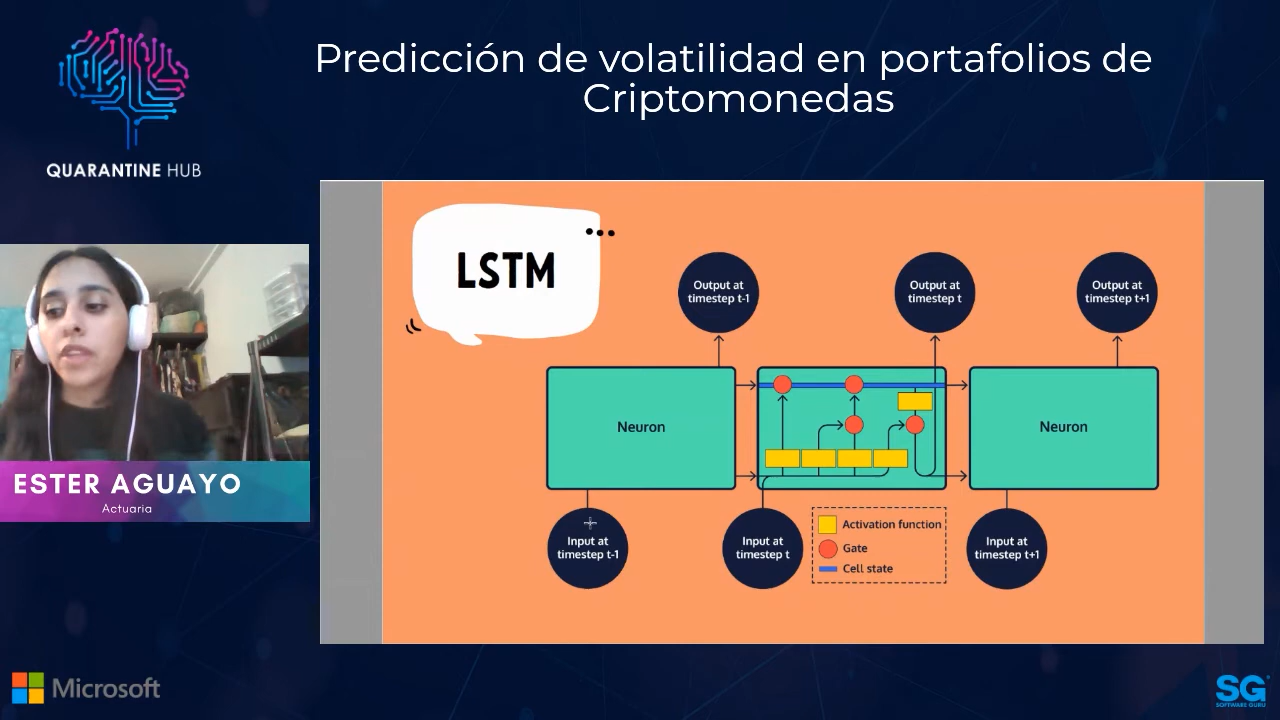 Predicción de volatilidad en portafolios de
Criptomonedas
QUARANTINE HUB
LSTM
Output at
timestep t-1
Output at
timestep t
Output at
timestep t+1
Neuron
Neuron
Input at
timestep t-1
Input at
timestep t
Input at
timestep t+1
Activation function
Gate
Cell state
ESTER AGUAYO
Actuaria
Microsoft
SG
SOFTWARE GURU